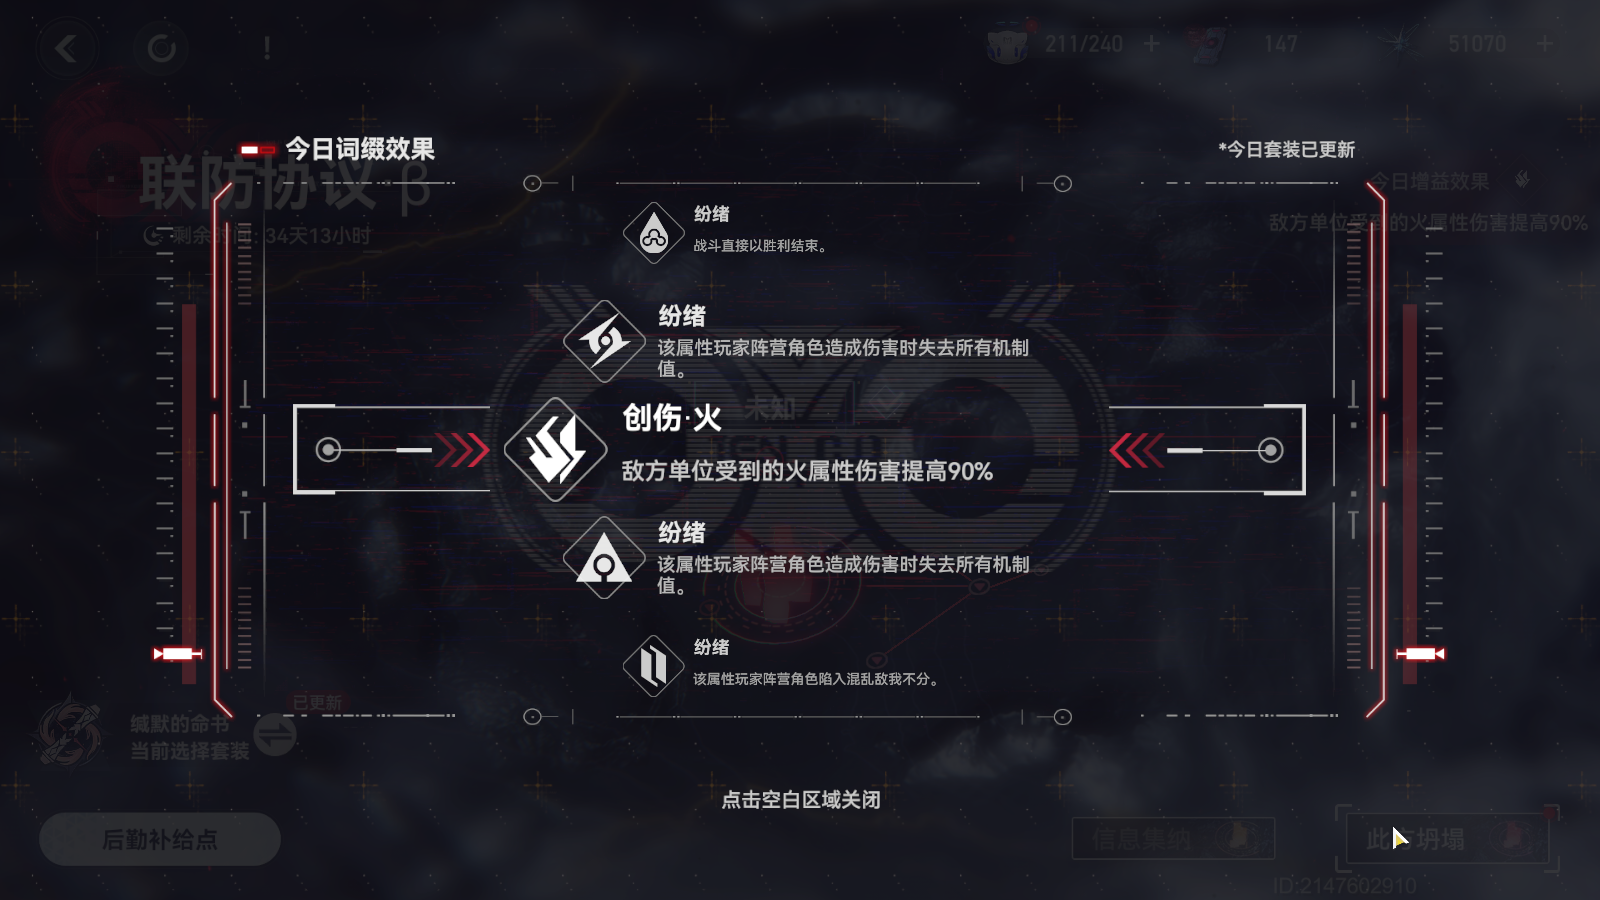 !
211/240
147
51070
今日词缀效果
*今日套装已更新
联防协议·β
今日增益效果
剩余时间: 34天13小时
敌方单位受到的火属性伤害提高90%
纷绪
战斗直接以胜利结束。
纷绪
该属性玩家阵营角色造成伤害时失去所有机制
值。
未知
创伤·火
敌方单位受到的火属性伤害提高90%
纷绪
该属性玩家阵营角色造成伤害时失去所有机制
值。
纷绪
该属性玩家阵营角色陷入混乱敌我不分。
已更新
缄默的命书
当前选择套装
点击空白区域关闭
后勤补给点
信息集纳
此 坍塌
ID:2147602910